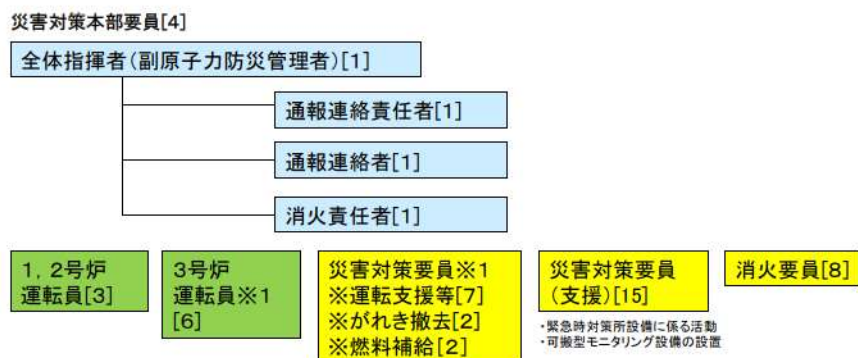 災害対策本部要員[4]
全体指揮者(副原子力防災管理者)[1]
通報連絡責任者[1]
通報連絡者[1]
消火責任者[1]
1,2号炉
運転員[3]
3号炉
運転員※1
[6]
災害対策要員※1
※運転支援等[7]
※がれき撤去[2]
※燃料補給[2]
災害対策要員
(支援)[15]
・緊急時対策所設備に係る活動
・可搬型モニタリング設備の設置
消火要員[8]